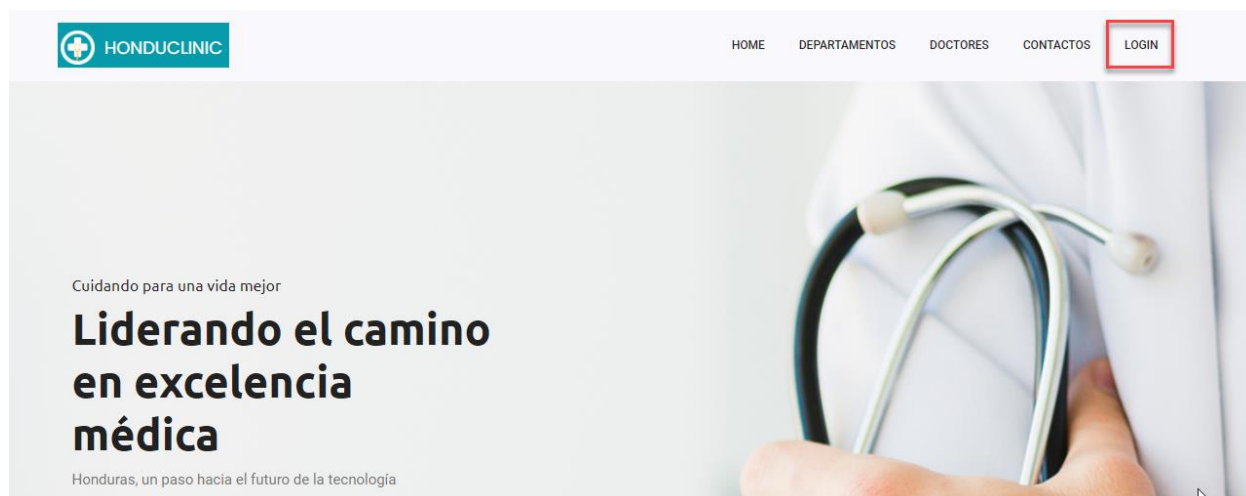 HONDUCLINIC
HOME DEPARTAMENTOS DOCTORES CONTACTOS LOGIN
Cuidando para una vida mejor
Liderando el camino
en excelencia
médica
Honduras, un paso hacia el futuro de la tecnología